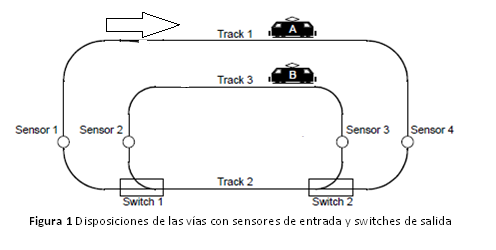 Track 1
A
Track 3
B
Sensor 1
Sensor 2
Sensor 3
Sensor 4
Track 2
Switch 1
Switch 2
Figura 1 Disposiciones de las vías con sensores de entrada y switches de salida